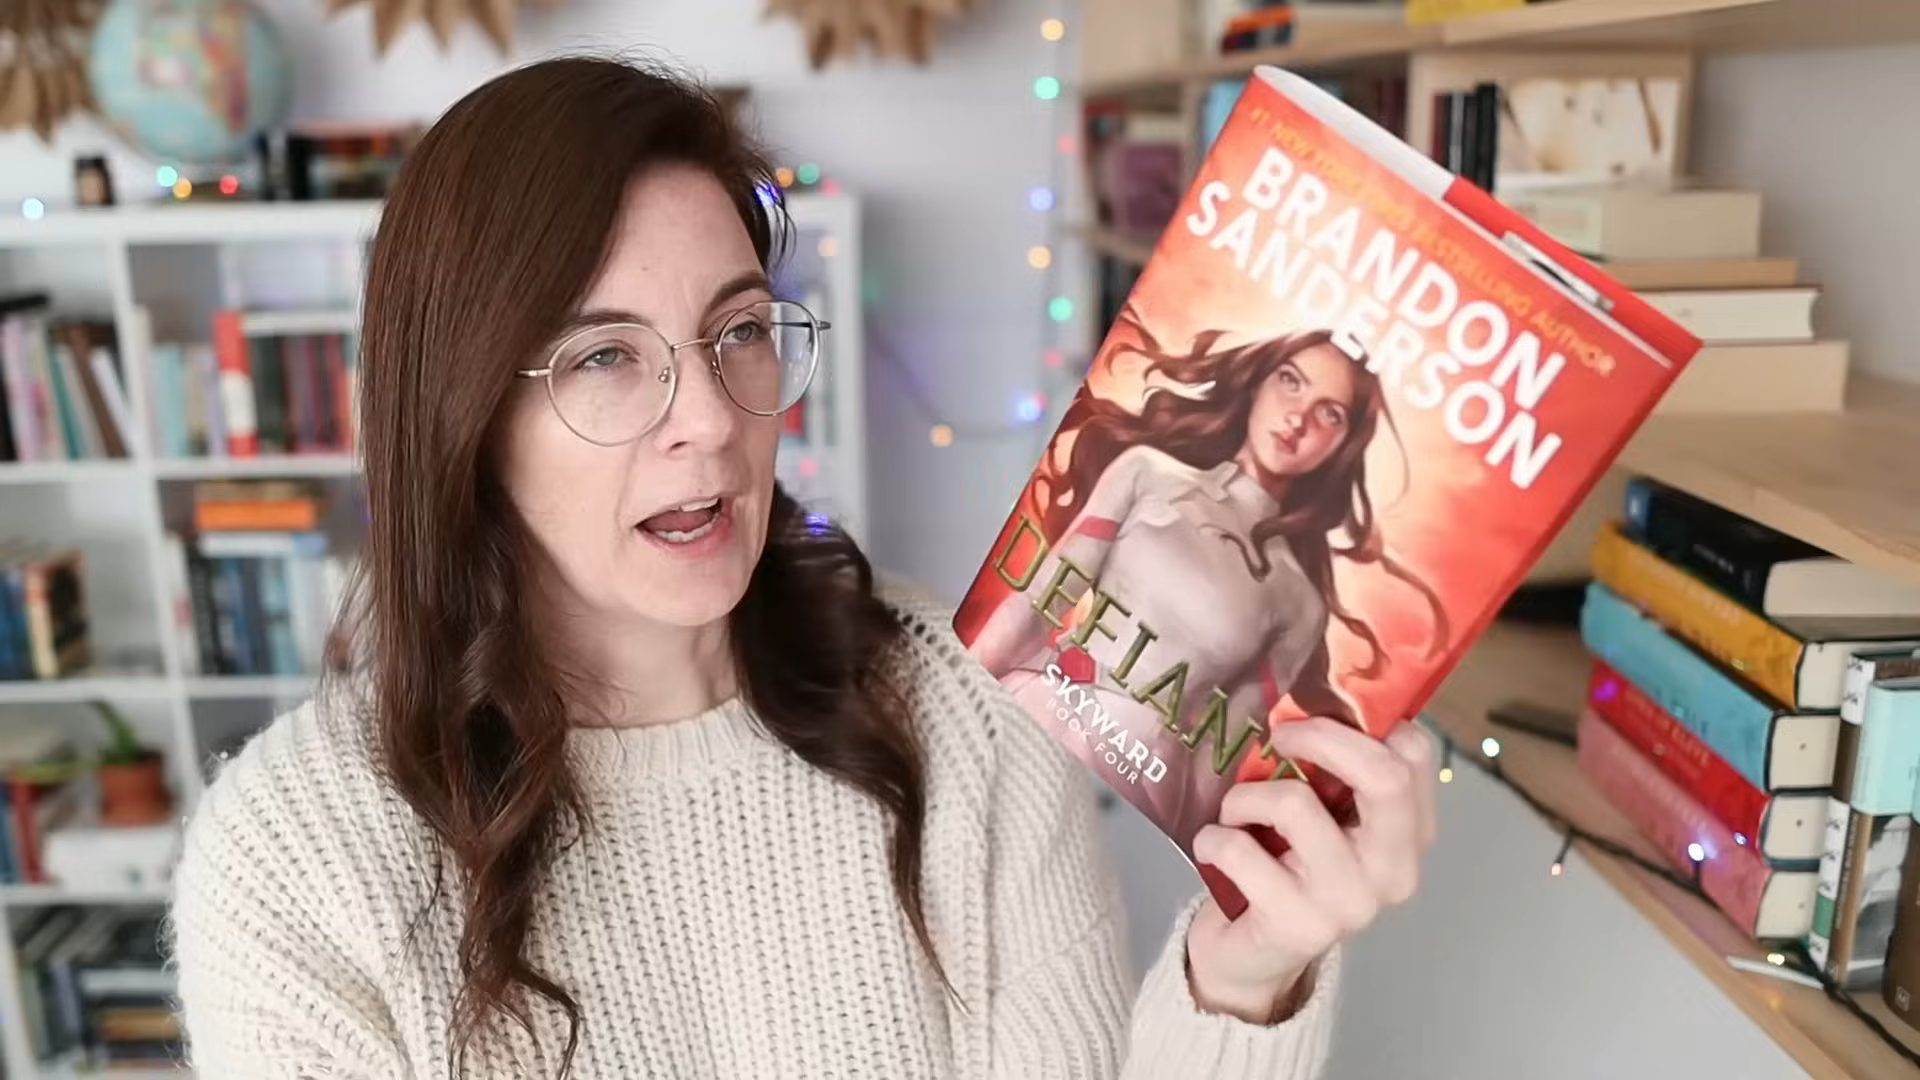 #1 NEW YORK TIMES BESTSELLING AUTHOR
BRANDON
SANDERSON
DEFIANT
SKYWARD
BOOK FOUR